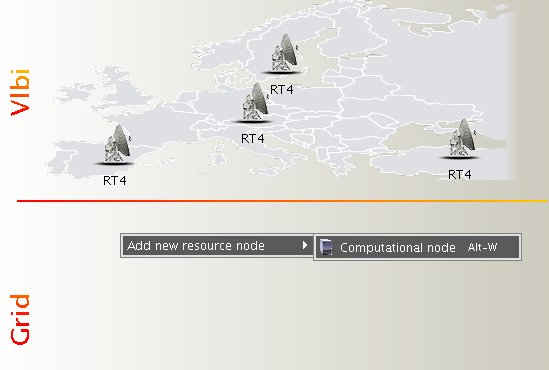 Vlbi
RT4
RT4
RT4
RT4
Add new resource node
Computational node Alt-W
Grid